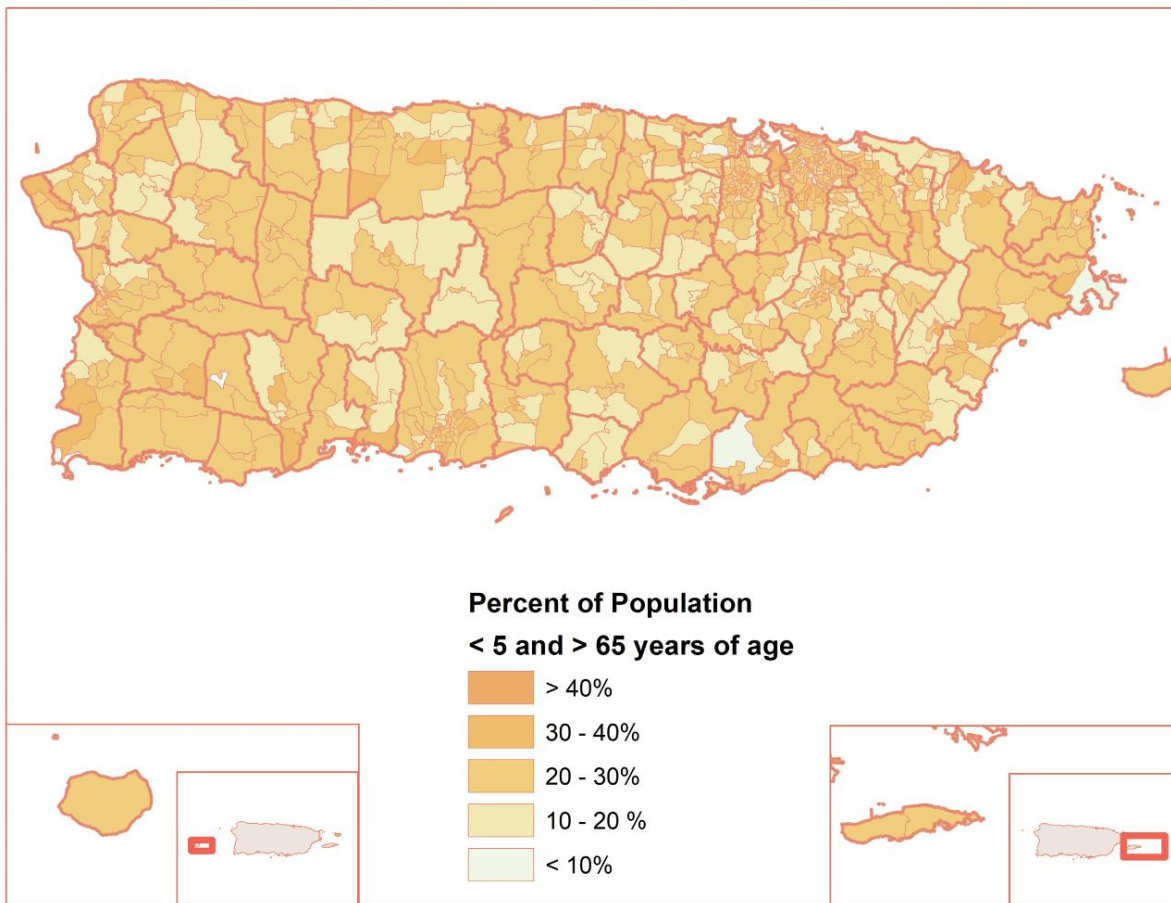 Percent of Population
< 5 and > 65 years of age
> 40%
30 - 40%
20 - 30%
10 - 20 %
< 10%